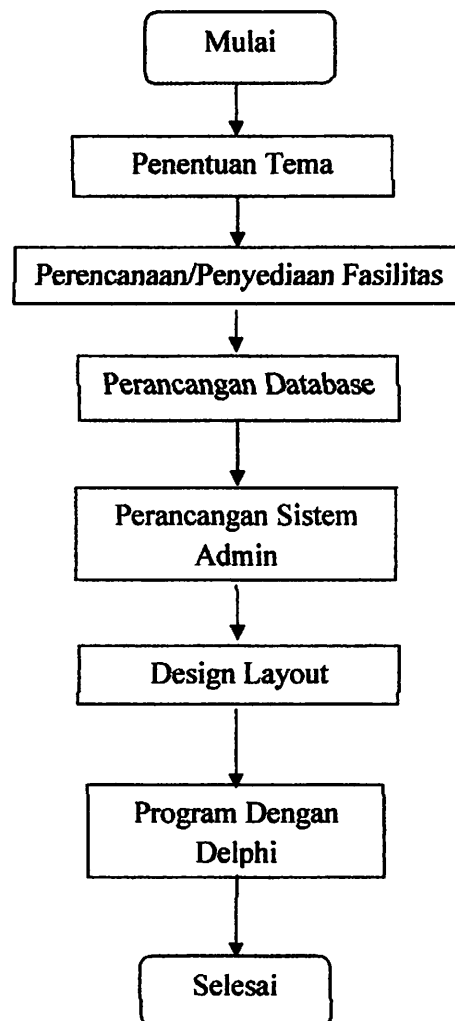 Mulai
Penentuan Tema
Perencanaan/Penyediaan Fasilitas
Perancangan Database
Perancangan Sistem
Admin
Design Layout
Program Dengan
Delphi
Selesai